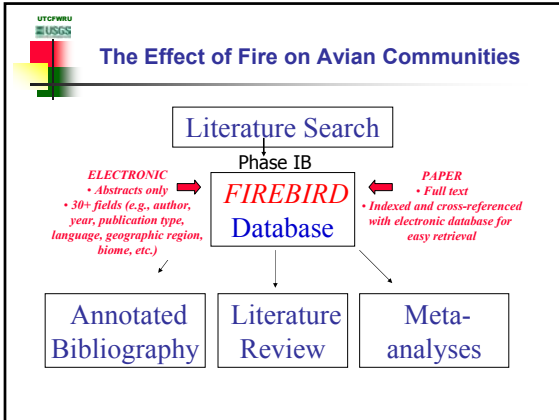 UTCFWRU
USGS
The Effect of Fire on Avian Communities
Literature Search
Phase IB
ELECTRONIC
• Abstracts only
• 30+ fields (e.g., author,
year, publication type,
language, geographic region,
biome, etc.)
FIREBIRD
Database
PAPER
• Full text
• Indexed and cross-referenced
with electronic database for
easy retrieval
Annotated
Bibliography
Literature
Review
Meta-
analyses